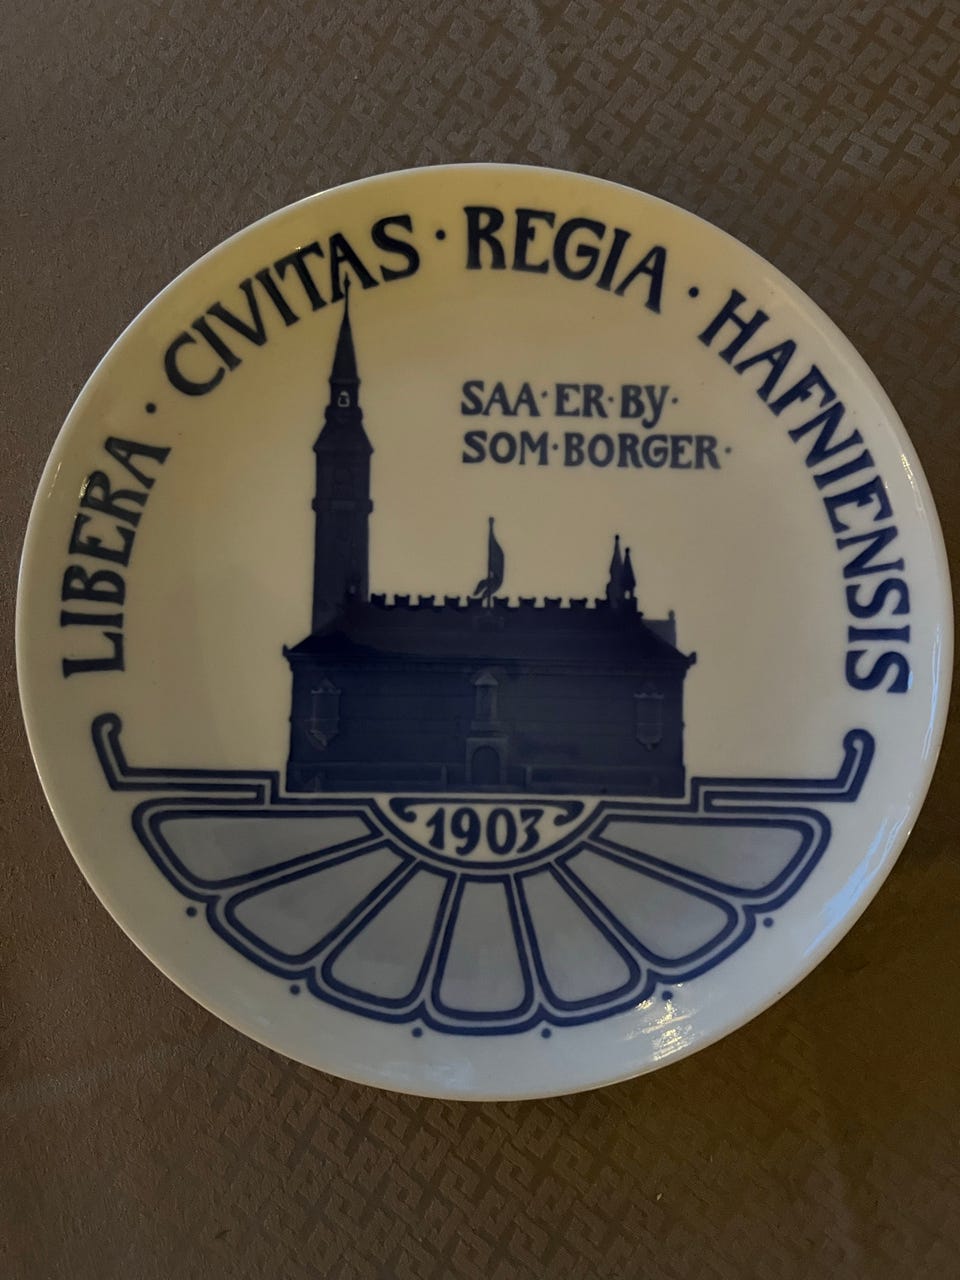 LIBERA · CIVITAS · REGIA · HAFNIENSIS
SAA · ER · BY ·
SOM · BORGER ·
1903